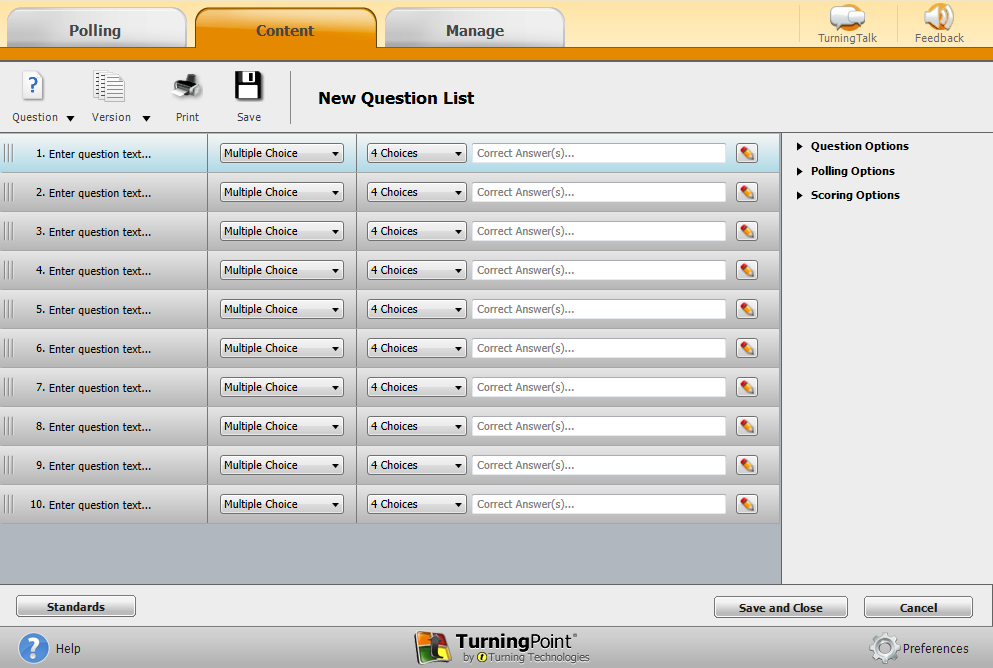 Polling
Content
Manage
TurningTalk
Feedback
Question
Version
Print
Save
New Question List
1. Enter question text... Multiple Choice 4 Choices Correct Answer(s)...
2. Enter question text... Multiple Choice 4 Choices Correct Answer(s)...
3. Enter question text... Multiple Choice 4 Choices Correct Answer(s)...
4. Enter question text... Multiple Choice 4 Choices Correct Answer(s)...
5. Enter question text... Multiple Choice 4 Choices Correct Answer(s)...
6. Enter question text... Multiple Choice 4 Choices Correct Answer(s)...
7. Enter question text... Multiple Choice 4 Choices Correct Answer(s)...
8. Enter question text... Multiple Choice 4 Choices Correct Answer(s)...
9. Enter question text... Multiple Choice 4 Choices Correct Answer(s)...
10. Enter question text... Multiple Choice 4 Choices Correct Answer(s)...
Question Options
Polling Options
Scoring Options
Standards
Save and Close
Cancel
? Help
TurningPoint®
by Turning Technologies
Preferences